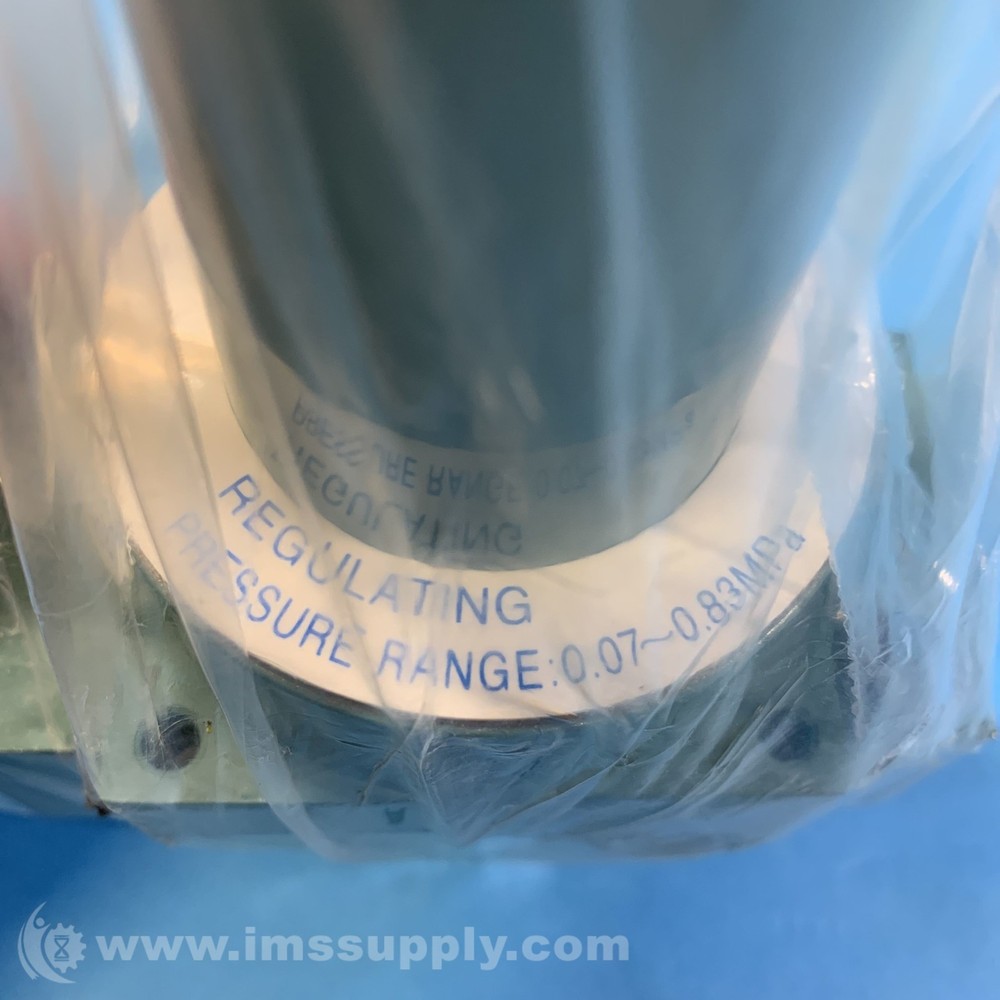 REGULATING
PRESSURE RANGE:0.07~0.83MPa
www.imssupply.com